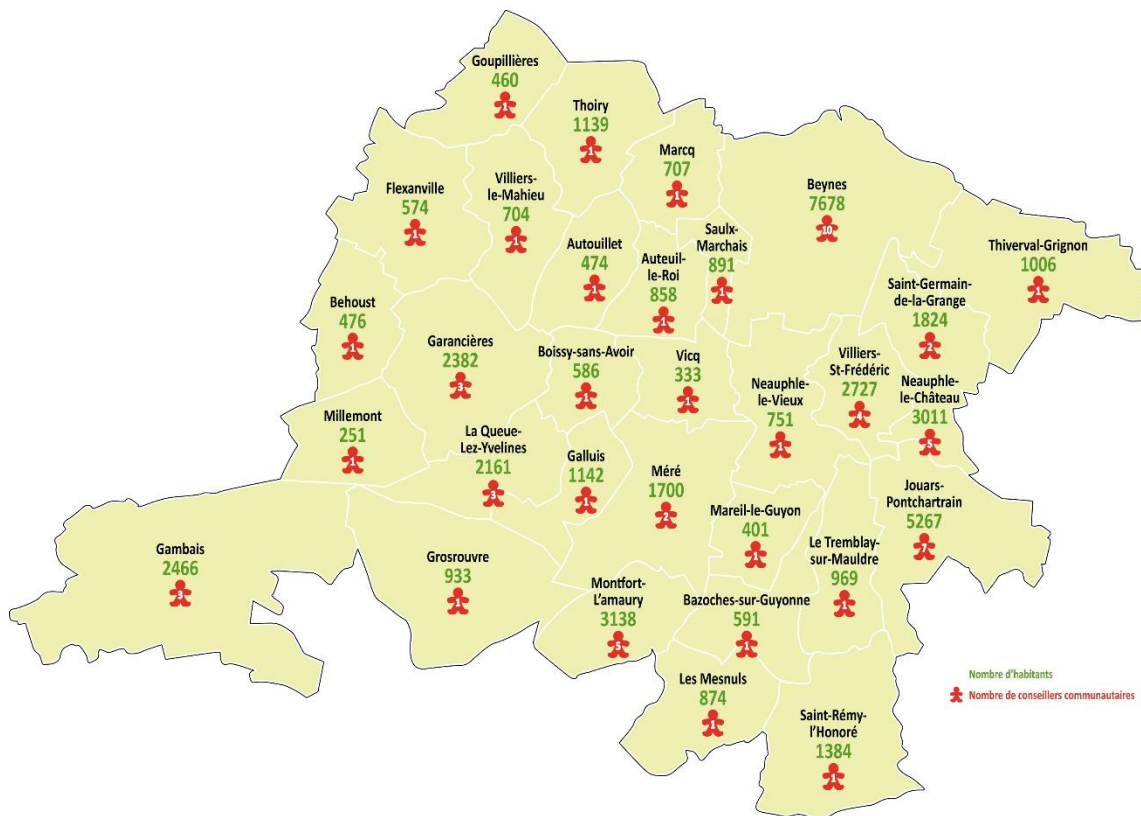 Goupillières
460
1
Thoiry
1139
1
Marcq
707
1
Beynes
7678
10
Flexanville
574
1
Villiers-
le-Mahieu
704
1
Autouillet
474
1
Auteuil-
le-Roi
858
1
Saulx-
Marchais
891
1
Thiverval-Grignon
1006
1
Saint-Germain-
de-la-Grange
1824
2
Behoust
476
1
Garancières
2382
3
Boissy-sans-Avoir
586
1
Vicq
333
1
Neauphle-
le-Vieux
751
1
Villiers-
St-Frédéric
2727
4
Neauphle-
le-Château
3011
5
Millemont
251
1
La Queue-
Lez-Yvelines
2161
3
Galluis
1142
1
Méré
1700
2
Mareil-le-Guyon
401
1
Jouars-
Pontchartrain
5267
7
Gambais
2466
3
Grosrouvre
933
1
Montfort-
L'amaury
3138
5
Bazoches-sur-Guyonne
591
1
Le Tremblay-
sur-Mauldre
969
1
Les Mesnuls
874
1
Saint-Rémy-
l'Honoré
1384
1
Nombre d'habitants
Nombre de conseillers communautaires